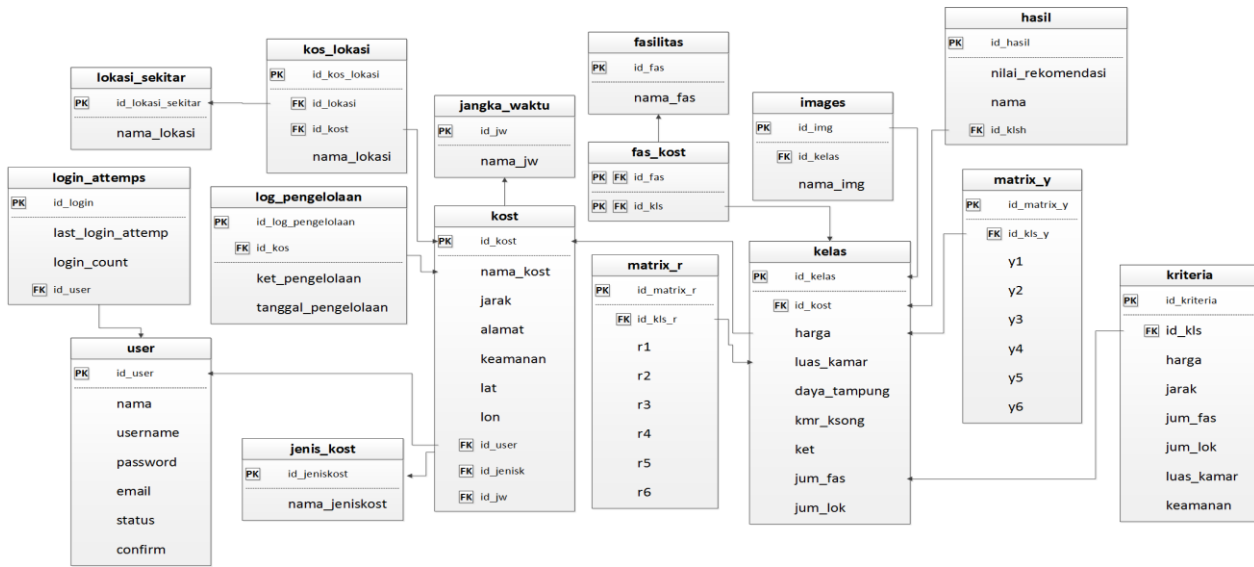 lokasi_sekitar
PK id_lokasi_sekitar
nama_lokasi
kos_lokasi
PK id_kos_lokasi
FK id_lokasi
FK id_kost
nama_lokasi
jangka_waktu
PK id_jw
nama_jw
fasilitas
PK id_fas
nama_fas
images
PK id_img
FK id_kelas
nama_img
hasil
PK id_hasil
nilai_rekomendasi
nama
FK id_klsh
login_attemps
PK id_login
last_login_attemp
login_count
FK id_user
log_pengelolaan
PK id_log_pengelolaan
FK id_kos
ket_pengelolaan
tanggal_pengelolaan
kost
PK id_kost
nama_kost
jarak
alamat
keamanan
lat
lon
FK id_user
FK id_jenisk
FK id_jw
fas_kost
PK FK id_fas
PK FK id_kls
matrix_r
PK id_matrix_r
FK id_kls_r
r1
r2
r3
r4
r5
r6
kelas
PK id_kelas
FK id_kost
harga
luas_kamar
daya_tampung
kmr_ksong
ket
jum_fas
jum_lok
matrix_y
PK id_matrix_y
FK id_kls_y
y1
y2
y3
y4
y5
y6
kriteria
PK id_kriteria
FK id_kls
harga
jarak
jum_fas
jum_lok
luas_kamar
keamanan
user
PK id_user
nama
username
password
email
status
confirm
jenis_kost
PK id_jeniskost
nama_jeniskost